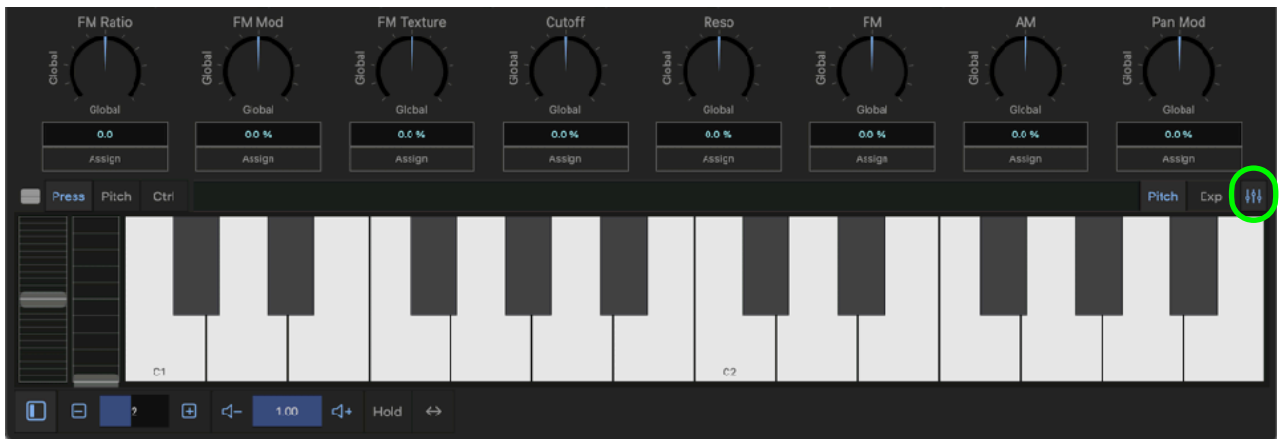 FM Ratio FM Mod FM Texture Cutoff Reso FM AM Pan Mod
Global Global Global Global Global Global Global Global
Global Global Global Global Global Global Global Global
0.0 0.0 % 0.0 % 0.0 % 0.0 % 0.0 % 0.0 % 0.0 %
Assign Assign Assign Assign Assign Assign Assign Assign
Press Pitch Ctrl Pitch Exp
C1 C2
2 1.00 Hold